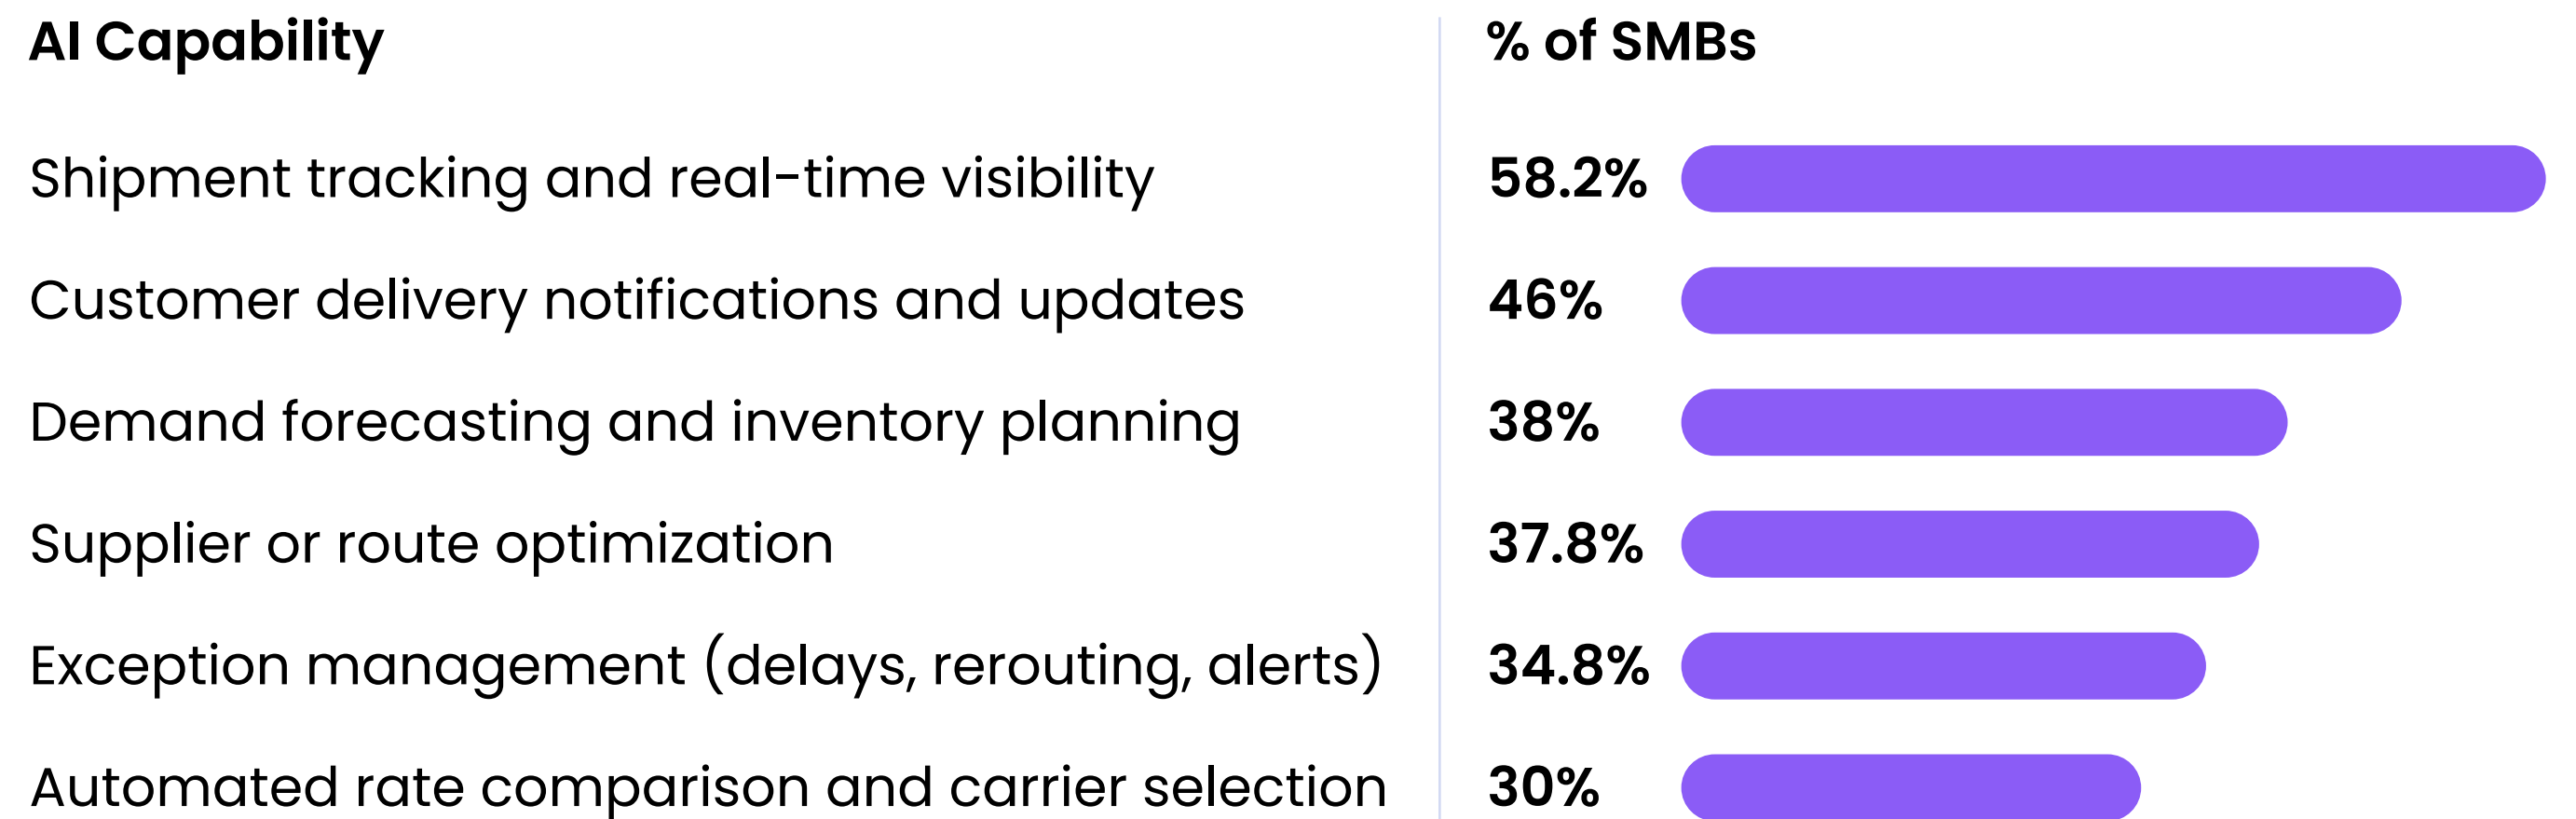 AI Capability % of SMBs
Shipment tracking and real-time visibility 58.2%
Customer delivery notifications and updates 46%
Demand forecasting and inventory planning 38%
Supplier or route optimization 37.8%
Exception management (delays, rerouting, alerts) 34.8%
Automated rate comparison and carrier selection 30%